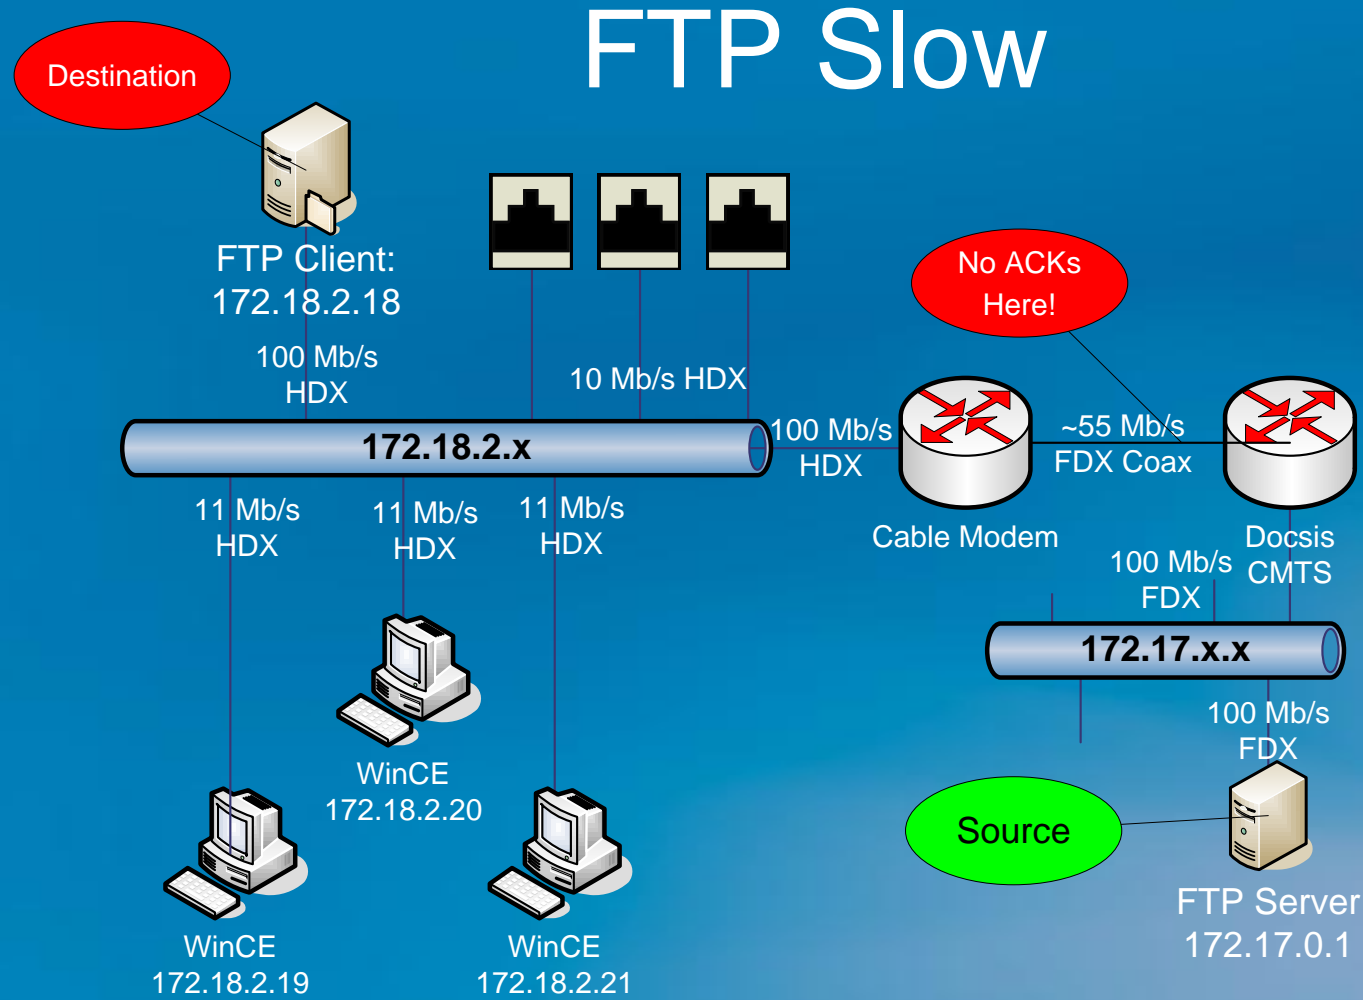 FTP Slow
Destination
FTP Client:
172.18.2.18
100 Mb/s
HDX
10 Mb/s HDX
No ACKs
Here!
172.18.2.x
100 Mb/s
HDX
~55 Mb/s
FDX Coax
Cable Modem
Docsis
CMTS
11 Mb/s
HDX
11 Mb/s
HDX
11 Mb/s
HDX
100 Mb/s
FDX
172.17.x.x
100 Mb/s
FDX
WinCE
172.18.2.20
Source
FTP Server
172.17.0.1
WinCE
172.18.2.19
WinCE
172.18.2.21